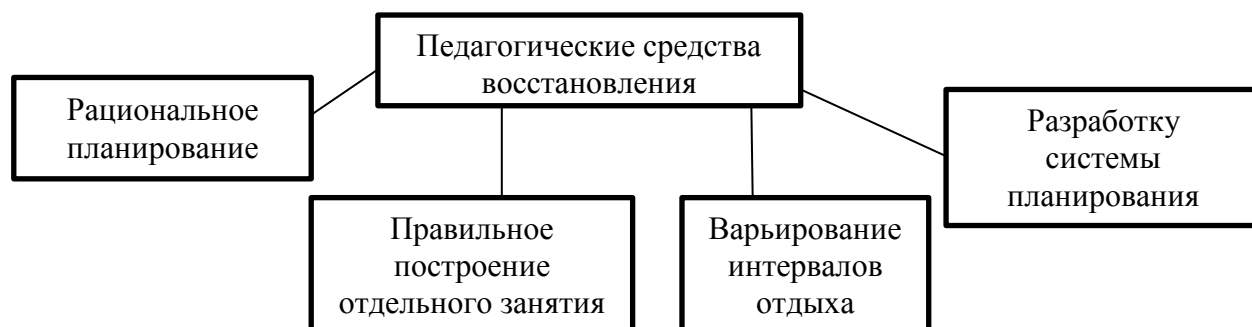 Педагогические средства
восстановления
Рациональное
планирование
Разработку
системы
планирования
Правильное
построение
отдельного занятия
Варьирование
интервалов
отдыха